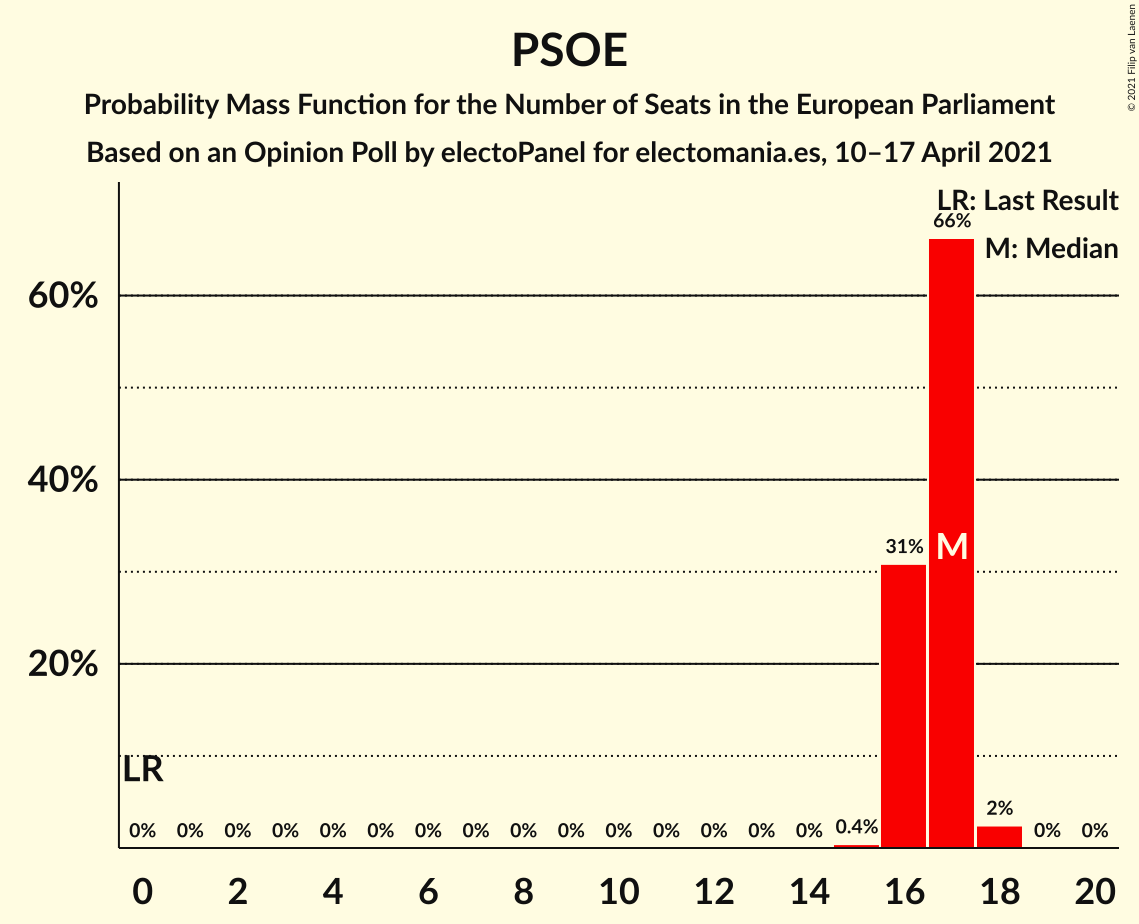 PSOE
Probability Mass Function for the Number of Seats in the European Parliament
Based on an Opinion Poll by electoPanel for electomania.es, 10–17 April 2021
© 2021 Filip van Laenen
LR: Last Result
M: Median
66%
60%
40%
31%
M
20%
LR
0% 0% 0% 0% 0% 0% 0% 0% 0% 0% 0% 0% 0% 0% 0% 0.4% 2% 0% 0%
0 2 4 6 8 10 12 14 16 18 20